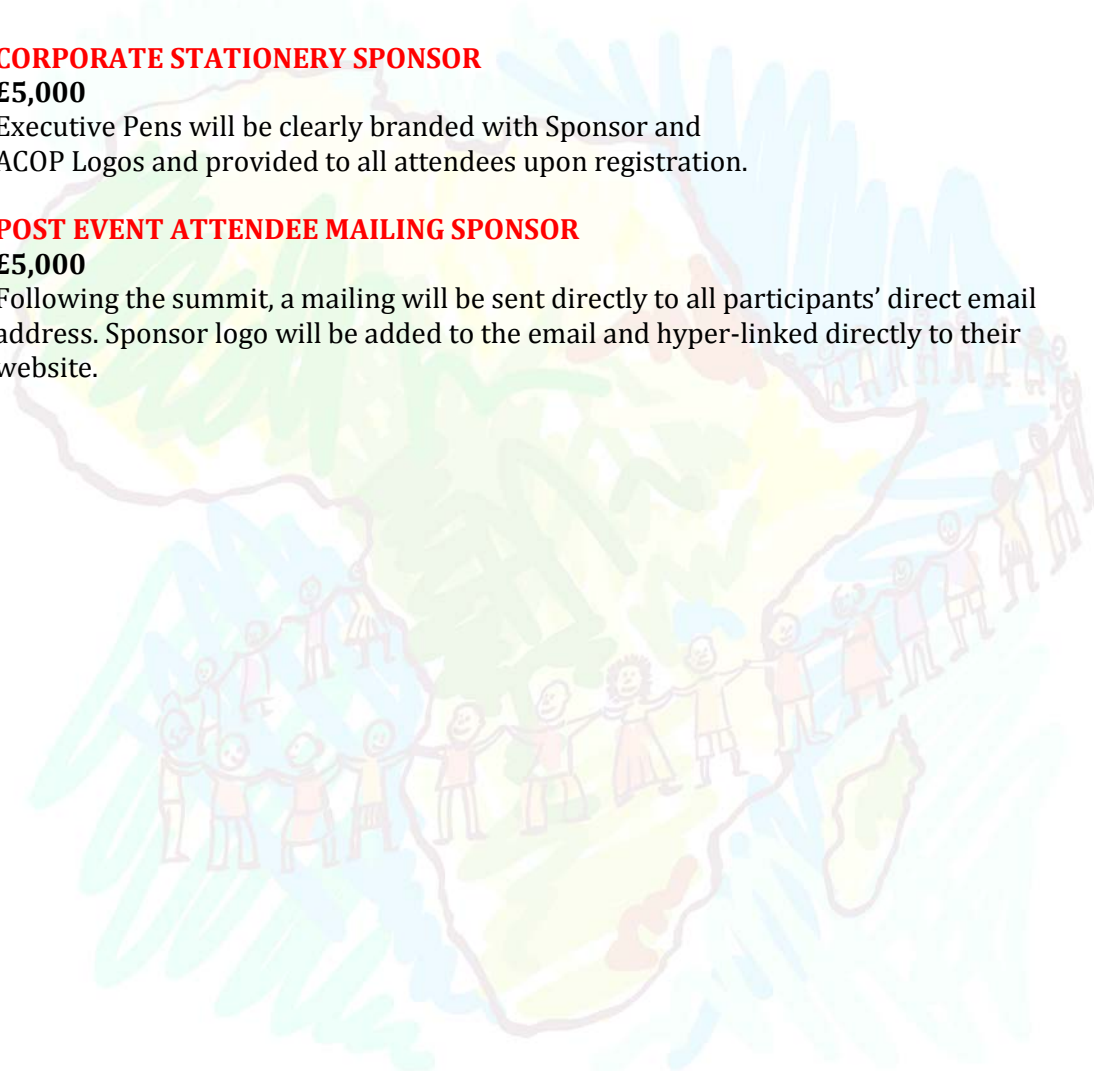 CORPORATE STATIONERY SPONSOR
£5,000
Executive Pens will be clearly branded with Sponsor and
ACOP Logos and provided to all attendees upon registration.
POST EVENT ATTENDEE MAILING SPONSOR
£5,000
Following the summit, a mailing will be sent directly to all participants’ direct email
address. Sponsor logo will be added to the email and hyper-linked directly to their
website.